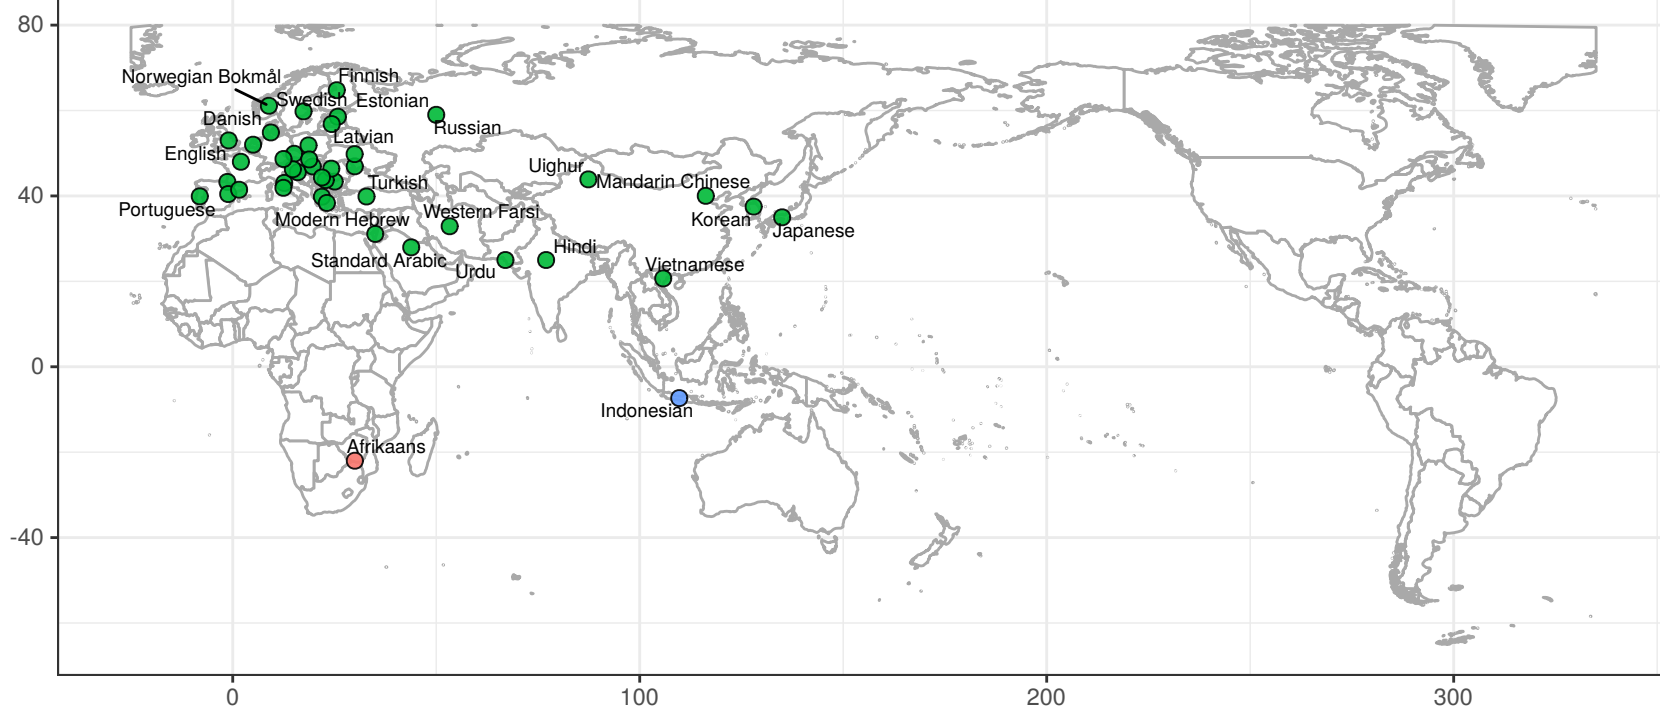 80
Norwegian Bokmål
Finnish
Swedish
Estonian
Danish
Russian
Latvian
English
Uighur
Mandarin Chinese
Turkish
40
Portuguese
Modern Hebrew
Western Farsi
Korean
Japanese
Standard Arabic
Hindi
Urdu
Vietnamese
0
Indonesian
Afrikaans
-40
0
100
200
300